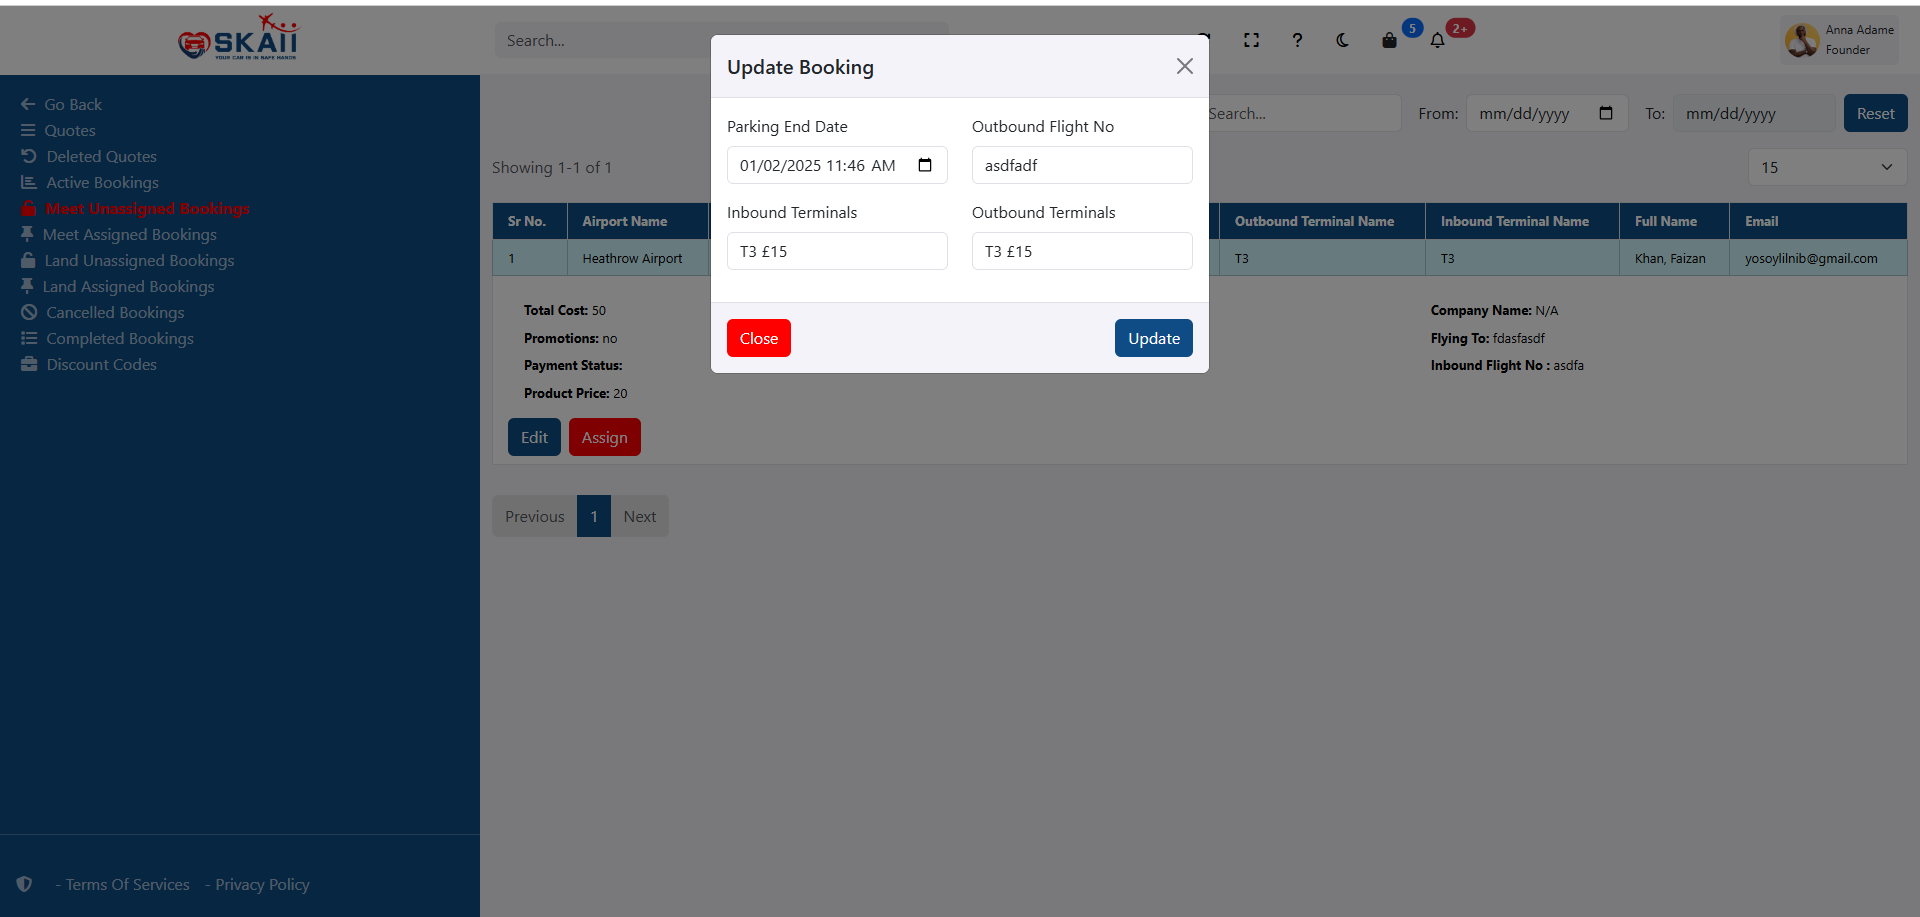 SKAII
YOUR CAR IS IN SAFE HANDS
Search...
5
2+
Anna Adame
Founder
Go Back
Quotes
Deleted Quotes
Active Bookings
Meet Unassigned Bookings
Meet Assigned Bookings
Land Unassigned Bookings
Land Assigned Bookings
Cancelled Bookings
Completed Bookings
Discount Codes
- Terms Of Services - Privacy Policy
Update Booking
Parking End Date
Outbound Flight No
01/02/2025 11:46 AM
asdfadf
Inbound Terminals
Outbound Terminals
T3 £15
T3 £15
Close
Update
Search...
From:
mm/dd/yyyy
To:
mm/dd/yyyy
Reset
Showing 1-1 of 1
15
Sr No. Airport Name Outbound Terminal Name Inbound Terminal Name Full Name Email
1 Heathrow Airport T3 T3 Khan, Faizan yosoylilnib@gmail.com
Total Cost: 50
Promotions: no
Payment Status:
Product Price: 20
Company Name: N/A
Flying To: fdasfasdf
Inbound Flight No : asdfa
Edit
Assign
Previous 1 Next